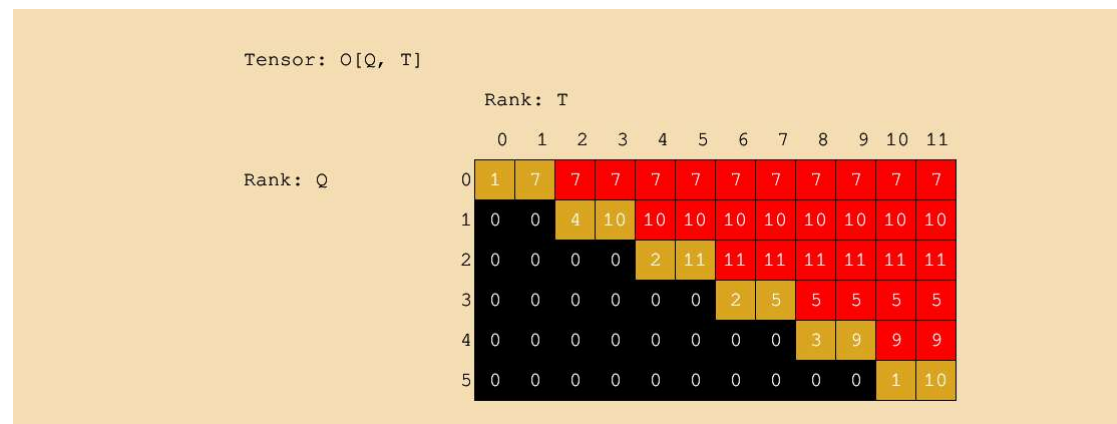 Tensor: O[Q, T]
Rank: T
0 1 2 3 4 5 6 7 8 9 10 11
Rank: Q
0 1 7 7 7 7 7 7 7 7 7 7 7
1 0 0 4 10 10 10 10 10 10 10 10 10
2 0 0 0 0 2 11 11 11 11 11 11 11
3 0 0 0 0 0 0 2 5 5 5 5 5
4 0 0 0 0 0 0 0 0 3 9 9 9
5 0 0 0 0 0 0 0 0 0 0 1 10